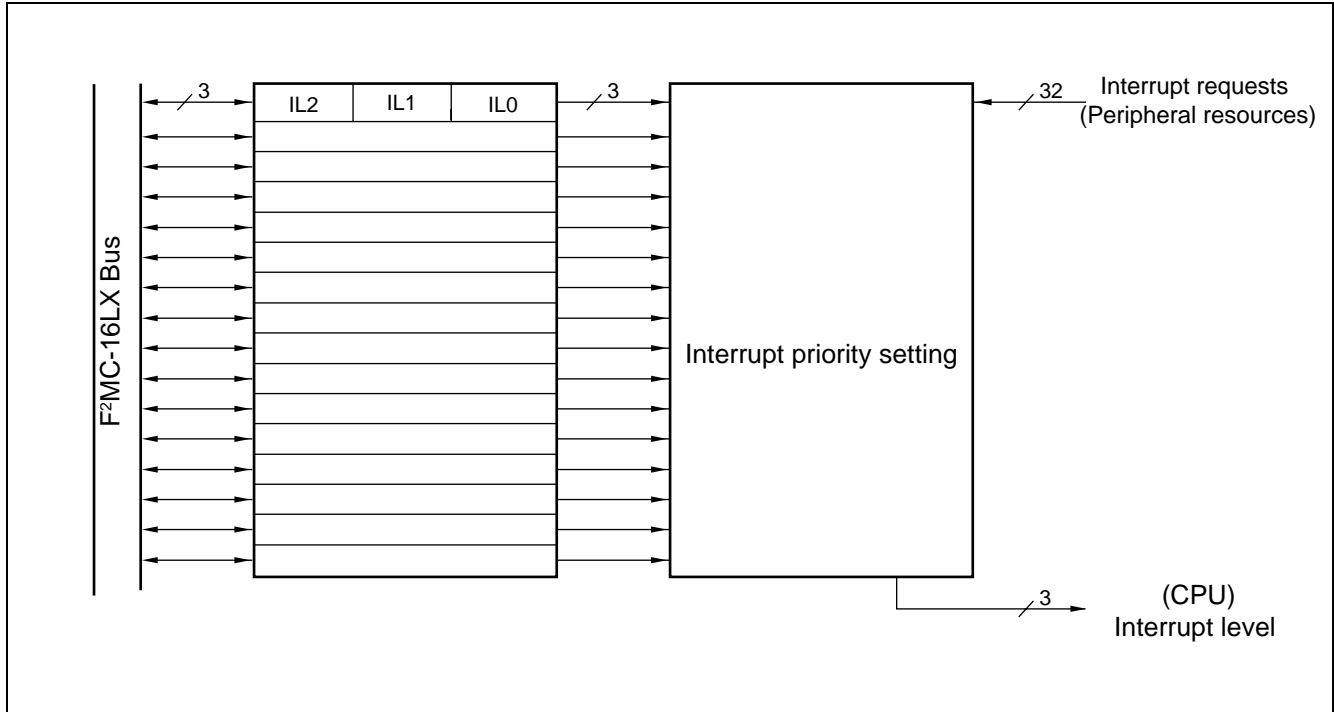 3
IL2 IL1 IL0
3
32
Interrupt requests
(Peripheral resources)
F²MC-16LX Bus
Interrupt priority setting
3
(CPU)
Interrupt level